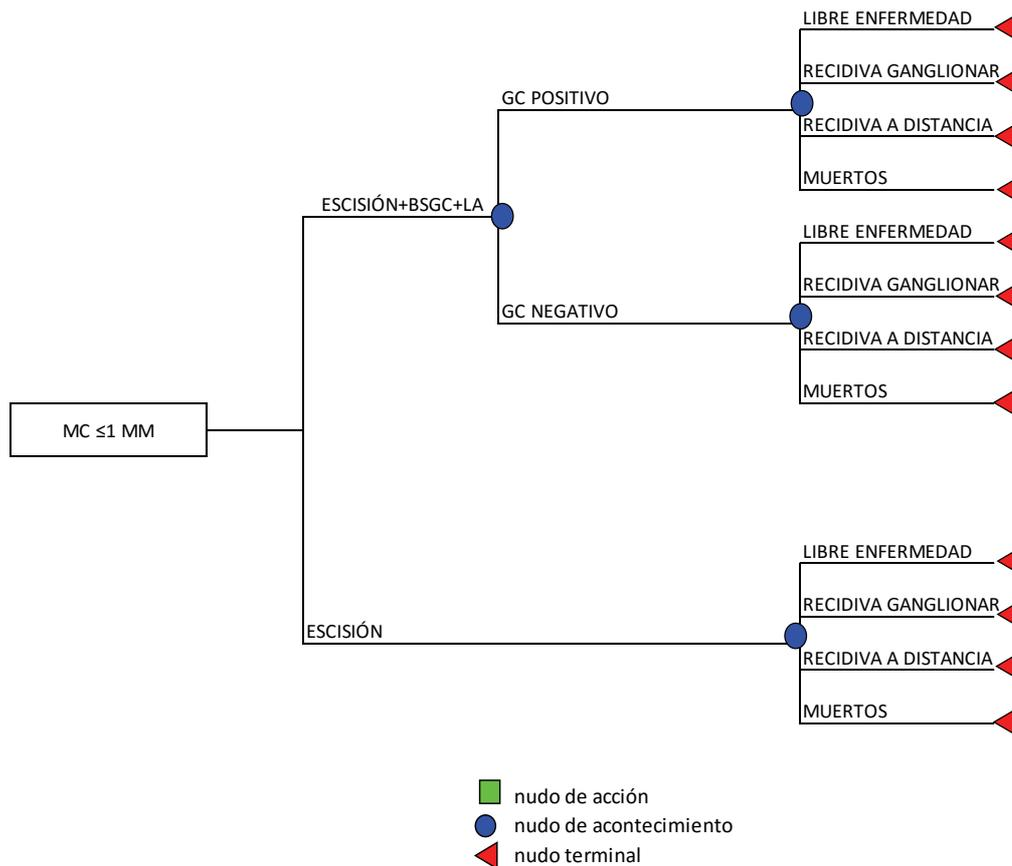 LIBRE ENFERMEDAD
RECIDIVA GANGLIONAR
GC POSITIVO
RECIDIVA A DISTANCIA
MUERTOS
ESCISIÓN+BSGC+LA
LIBRE ENFERMEDAD
RECIDIVA GANGLIONAR
GC NEGATIVO
RECIDIVA A DISTANCIA
MUERTOS
MC ≤1 MM
LIBRE ENFERMEDAD
RECIDIVA GANGLIONAR
ESCISIÓN
RECIDIVA A DISTANCIA
MUERTOS
nudo de acción
nudo de acontecimiento
nudo terminal